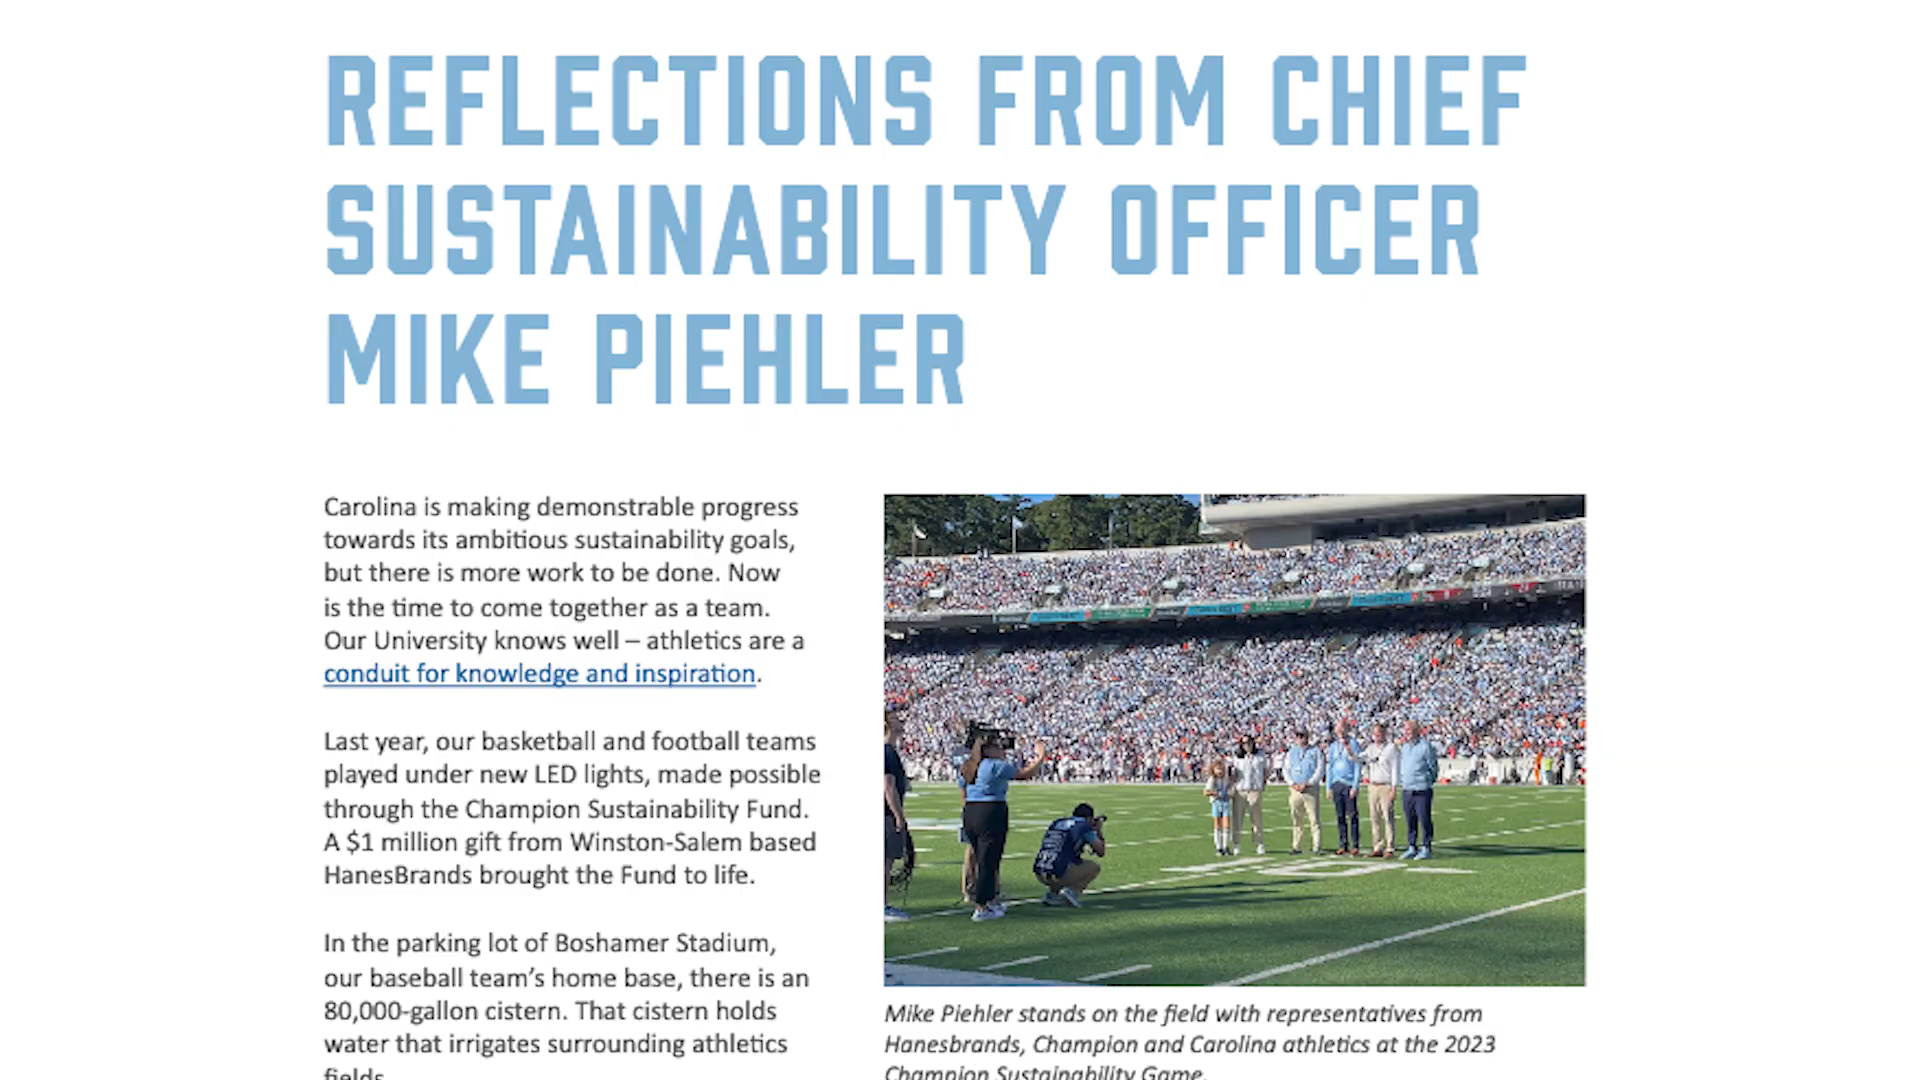 REFLECTIONS FROM CHIEF
SUSTAINABILITY OFFICER
MIKE PIEHLER
Carolina is making demonstrable progress
towards its ambitious sustainability goals,
but there is more work to be done. Now
is the time to come together as a team.
Our University knows well – athletics are a
conduit for knowledge and inspiration.
Last year, our basketball and football teams
played under new LED lights, made possible
through the Champion Sustainability Fund.
A $1 million gift from Winston-Salem based
HanesBrands brought the Fund to life.
In the parking lot of Boshamer Stadium,
our baseball team’s home base, there is an
80,000-gallon cistern. That cistern holds
water that irrigates surrounding athletics
fields.
Mike Piehler stands on the field with representatives from
Hanesbrands, Champion and Carolina athletics at the 2023
Champion Sustainability Game.